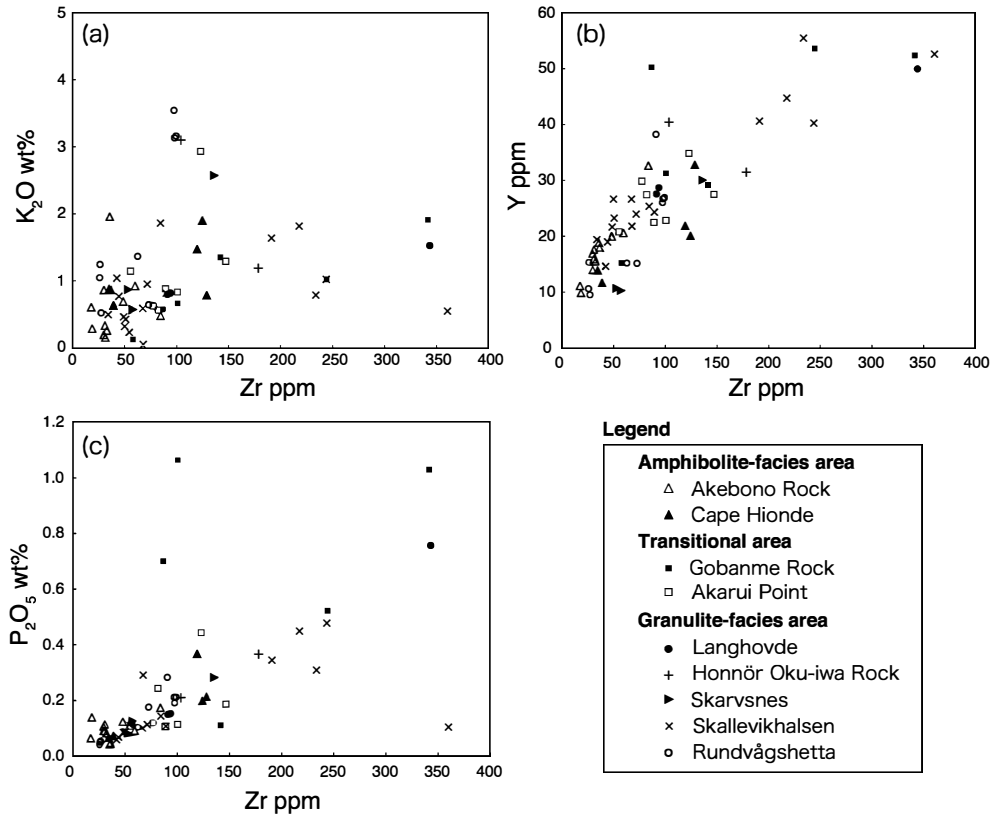 (a)
K2O wt%
5
4
3
2
1
0
0 50 100 150 200 250 300 350 400
Zr ppm
(b)
Y ppm
60
50
40
30
20
10
0
0 50 100 150 200 250 300 350 400
Zr ppm
(c)
P2O5 wt%
1.2
1.0
0.8
0.6
0.4
0.2
0.0
0 50 100 150 200 250 300 350 400
Zr ppm
Legend
Amphibolite-facies area
Akebono Rock
Cape Hionde
Transitional area
Gobanme Rock
Akarui Point
Granulite-facies area
Langhovde
Honnör Oku-iwa Rock
Skarvsnes
Skallevikhalsen
Rundvågshetta